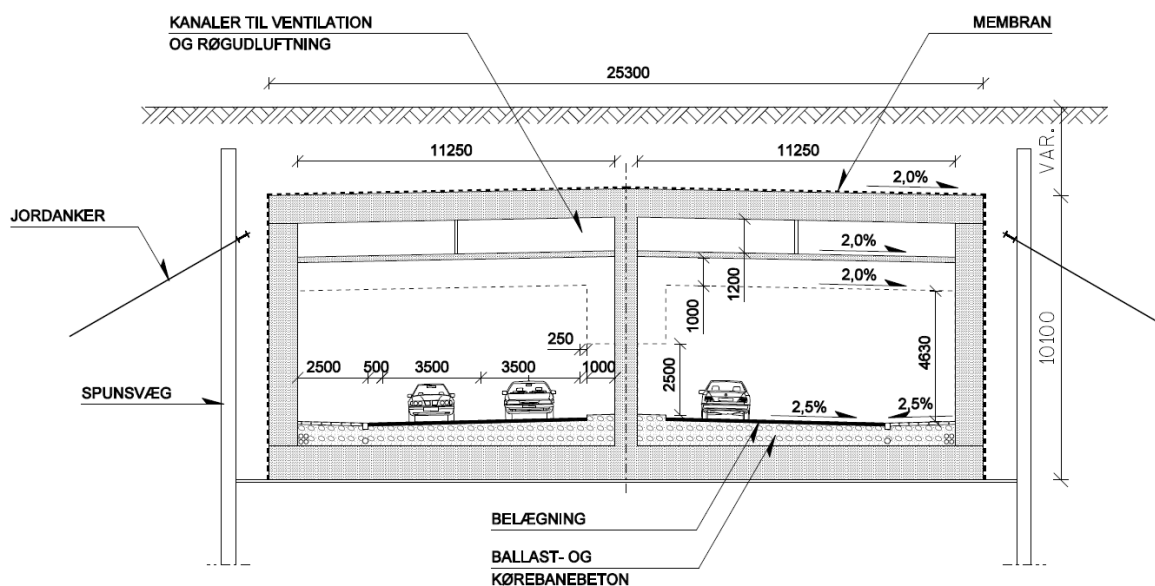 KANALER TIL VENTILATION
OG RØGUDLUFTNING
MEMBRAN
25300
11250
11250
VAR.
2,0%
JORDANKER
2,0%
1200
2,0%
1000
10100
250
4630
2500
500
3500
3500
1000
2500
SPUNSVÆG
2,5%
2,5%
BELÆGNING
BALLAST- OG
KØREBANEBETON